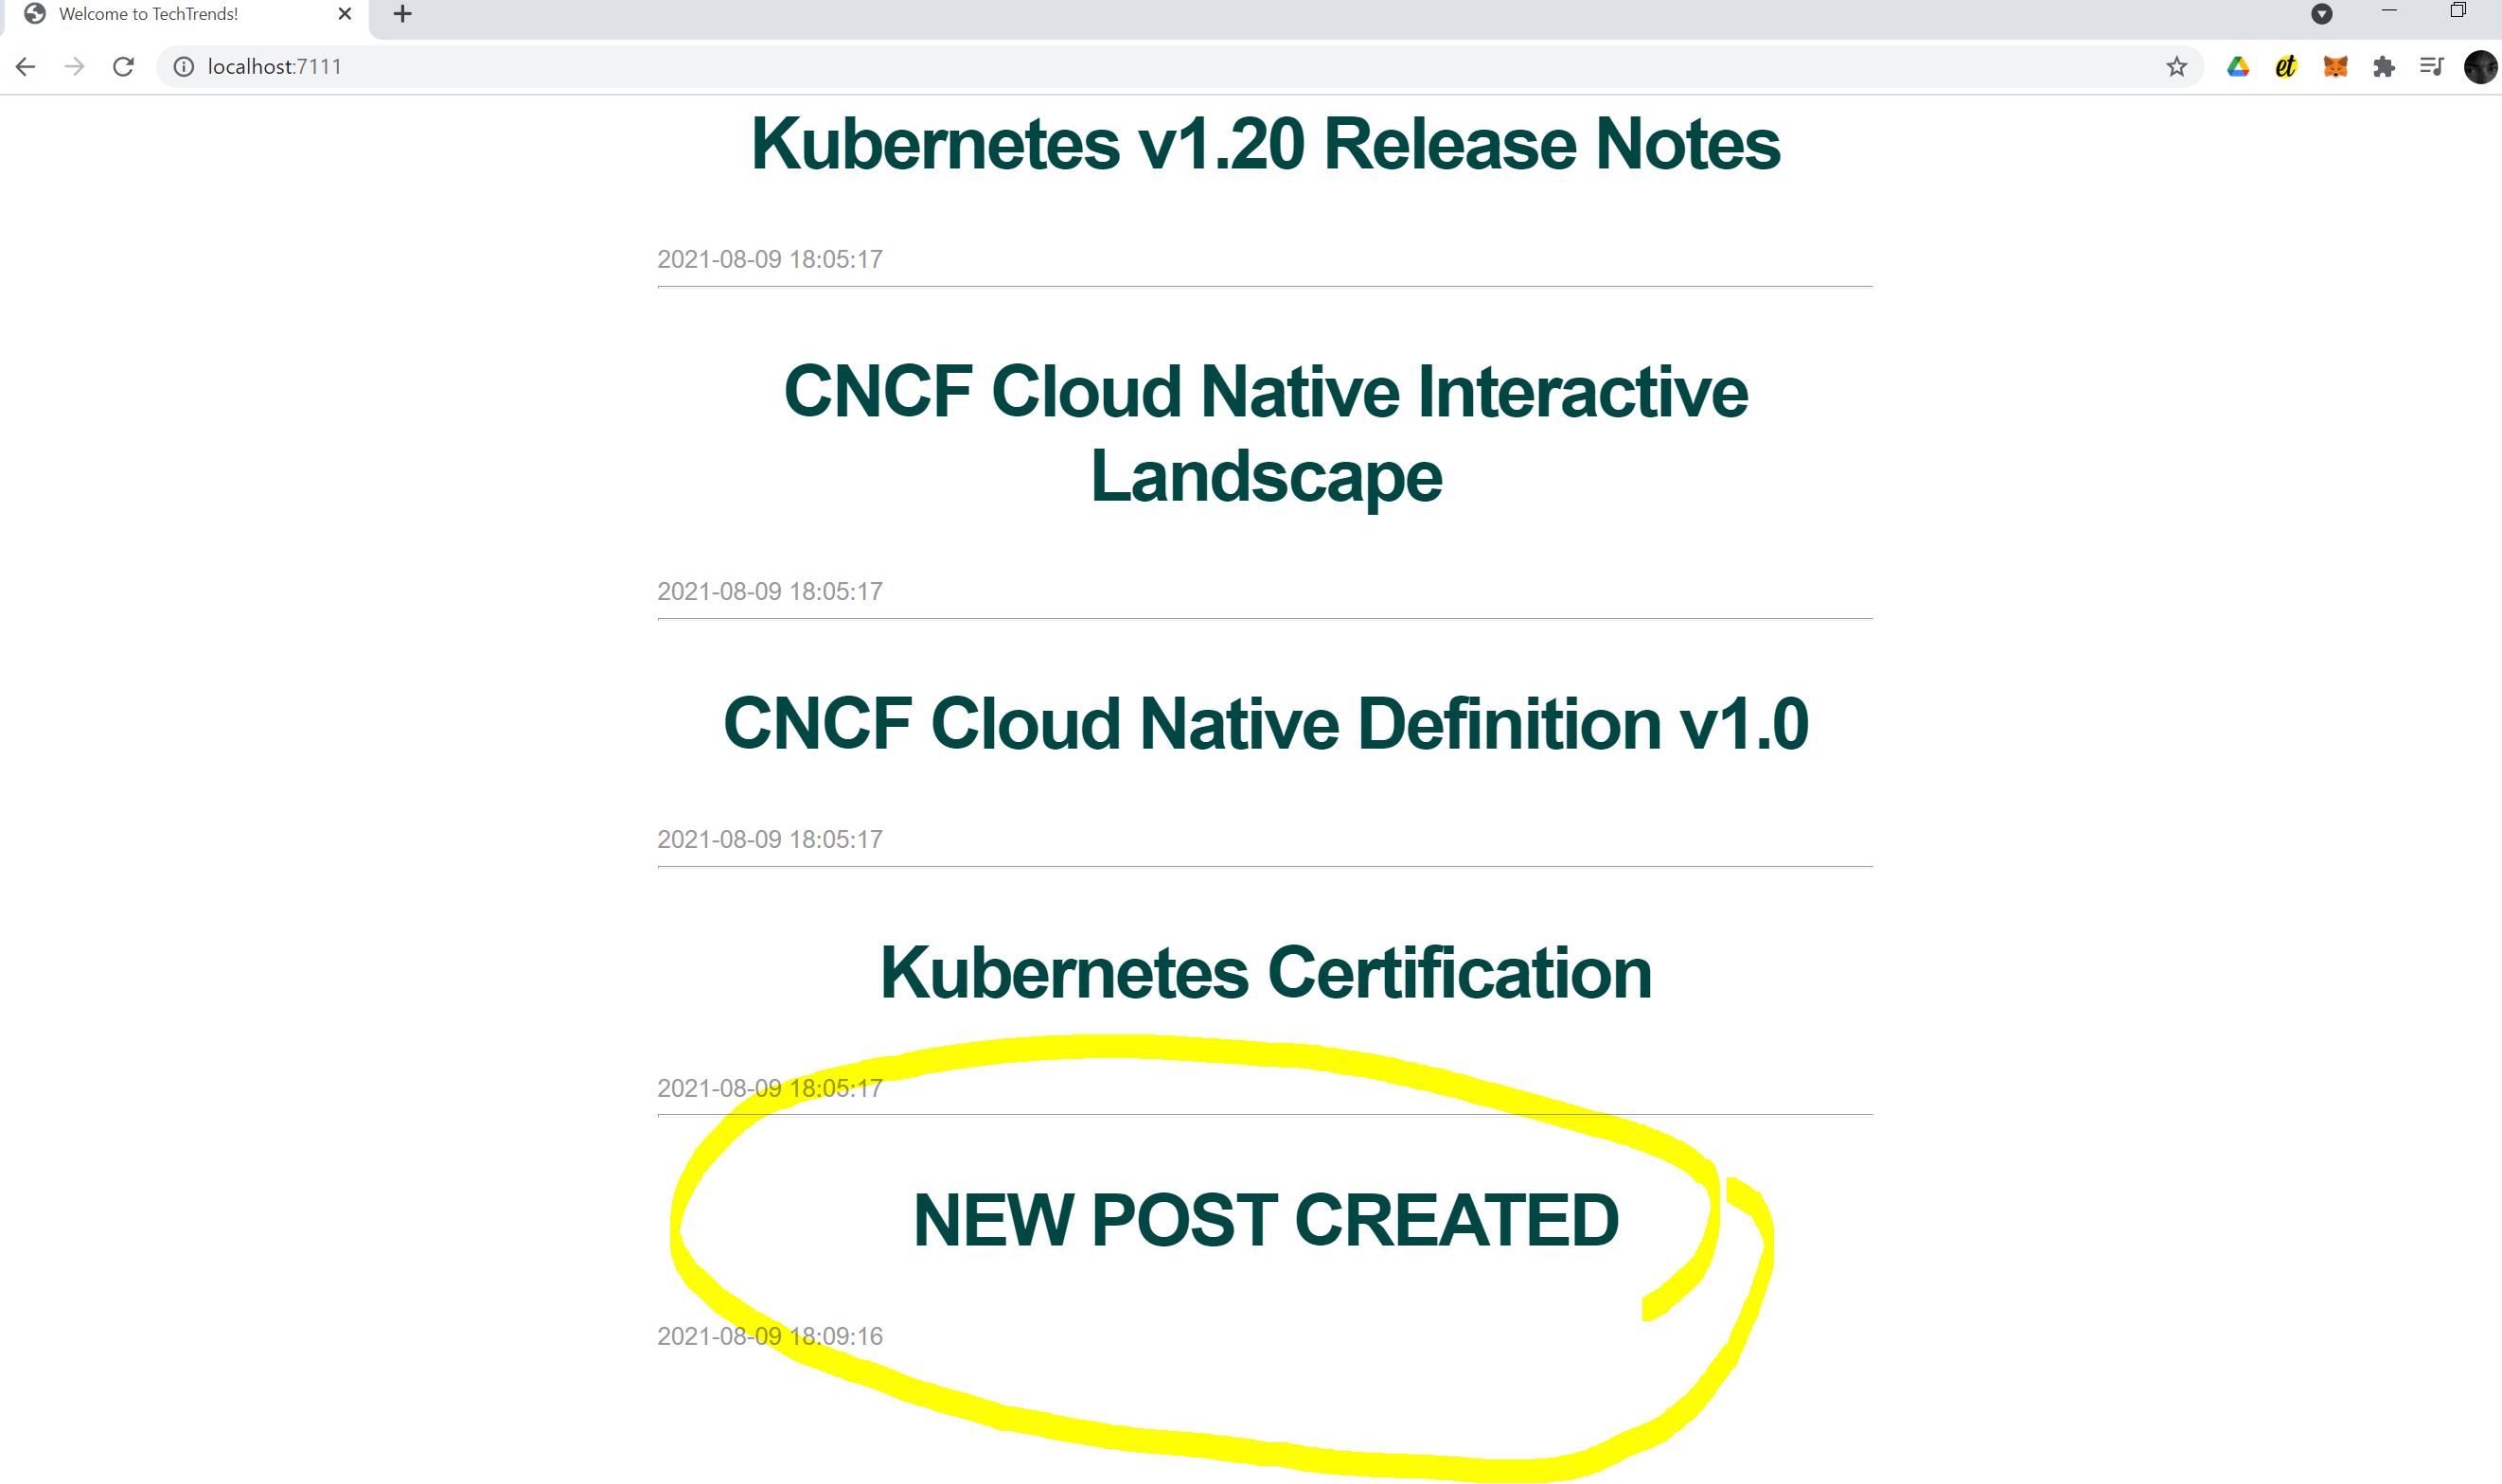 Welcome to TechTrends!
localhost:7111
et
Kubernetes v1.20 Release Notes
2021-08-09 18:05:17
CNCF Cloud Native Interactive
Landscape
2021-08-09 18:05:17
CNCF Cloud Native Definition v1.0
2021-08-09 18:05:17
Kubernetes Certification
2021-08-09 18:05:17
NEW POST CREATED
2021-08-09 18:09:16